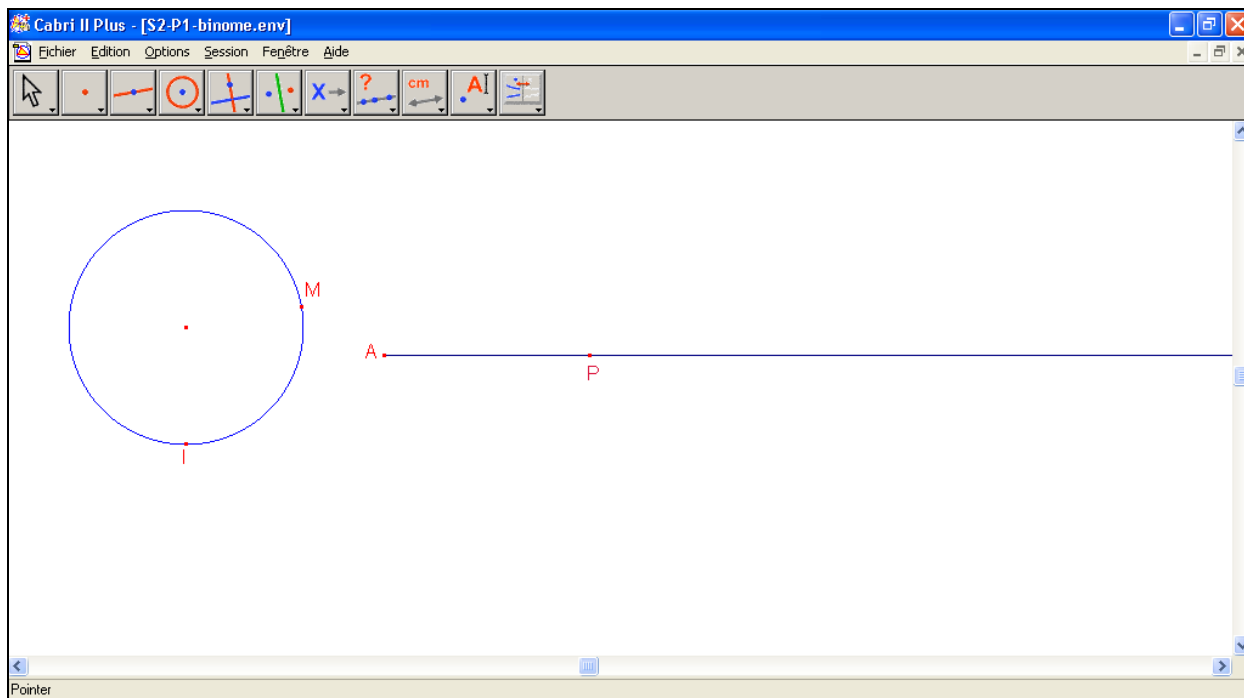 Cabri II Plus - [S2-P1-binome.env]
Fichier Edition Options Session Fenêtre Aide
? cm A
X
M
A
P
I
Pointer